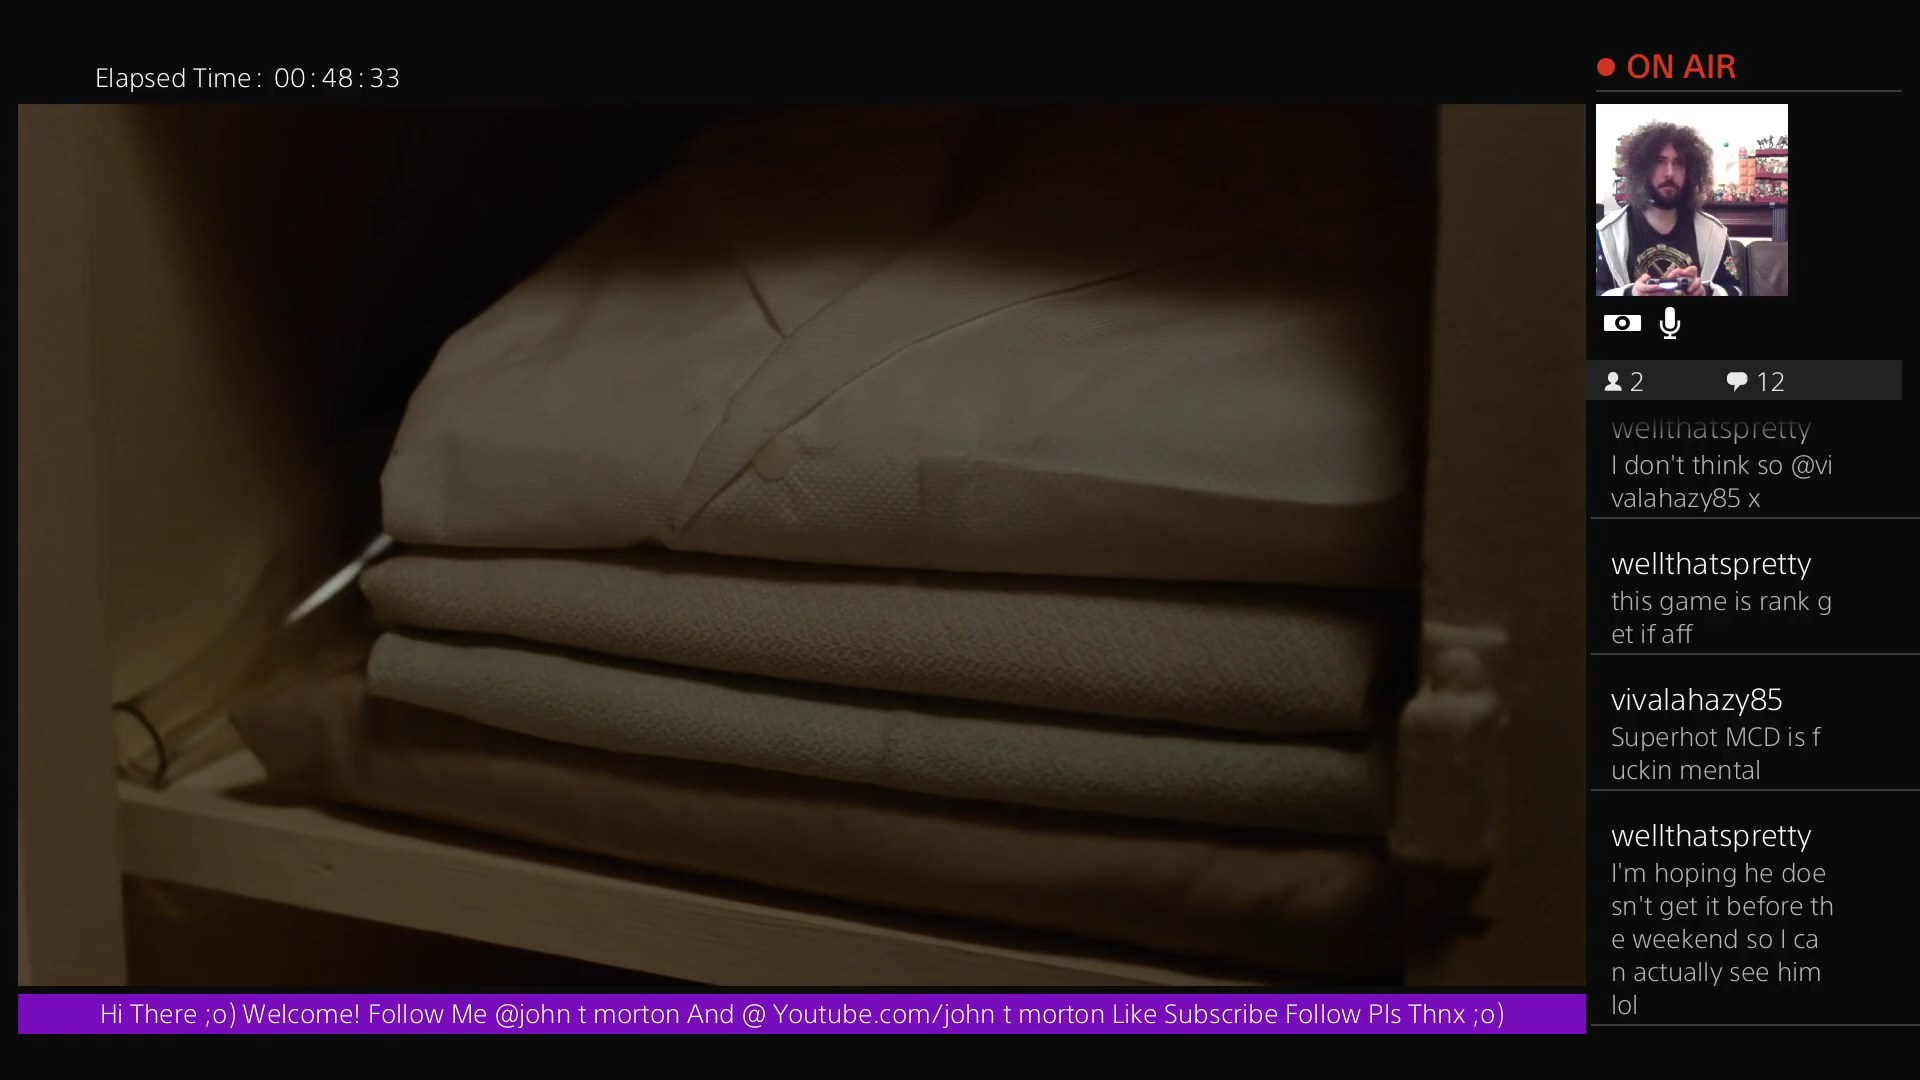 Elapsed Time: 00:48:33
ON AIR
2
12
wellthatspretty
I don't think so @vi
valahazy85 x
wellthatspretty
this game is rank g
et if aff
vivalahazy85
Superhot MCD is f
uckin mental
wellthatspretty
I'm hoping he doe
sn't get it before th
e weekend so I ca
n actually see him
lol
Hi There ;o) Welcome! Follow Me @john t morton And @ Youtube.com/john t morton Like Subscribe Follow Pls Thnx ;o)